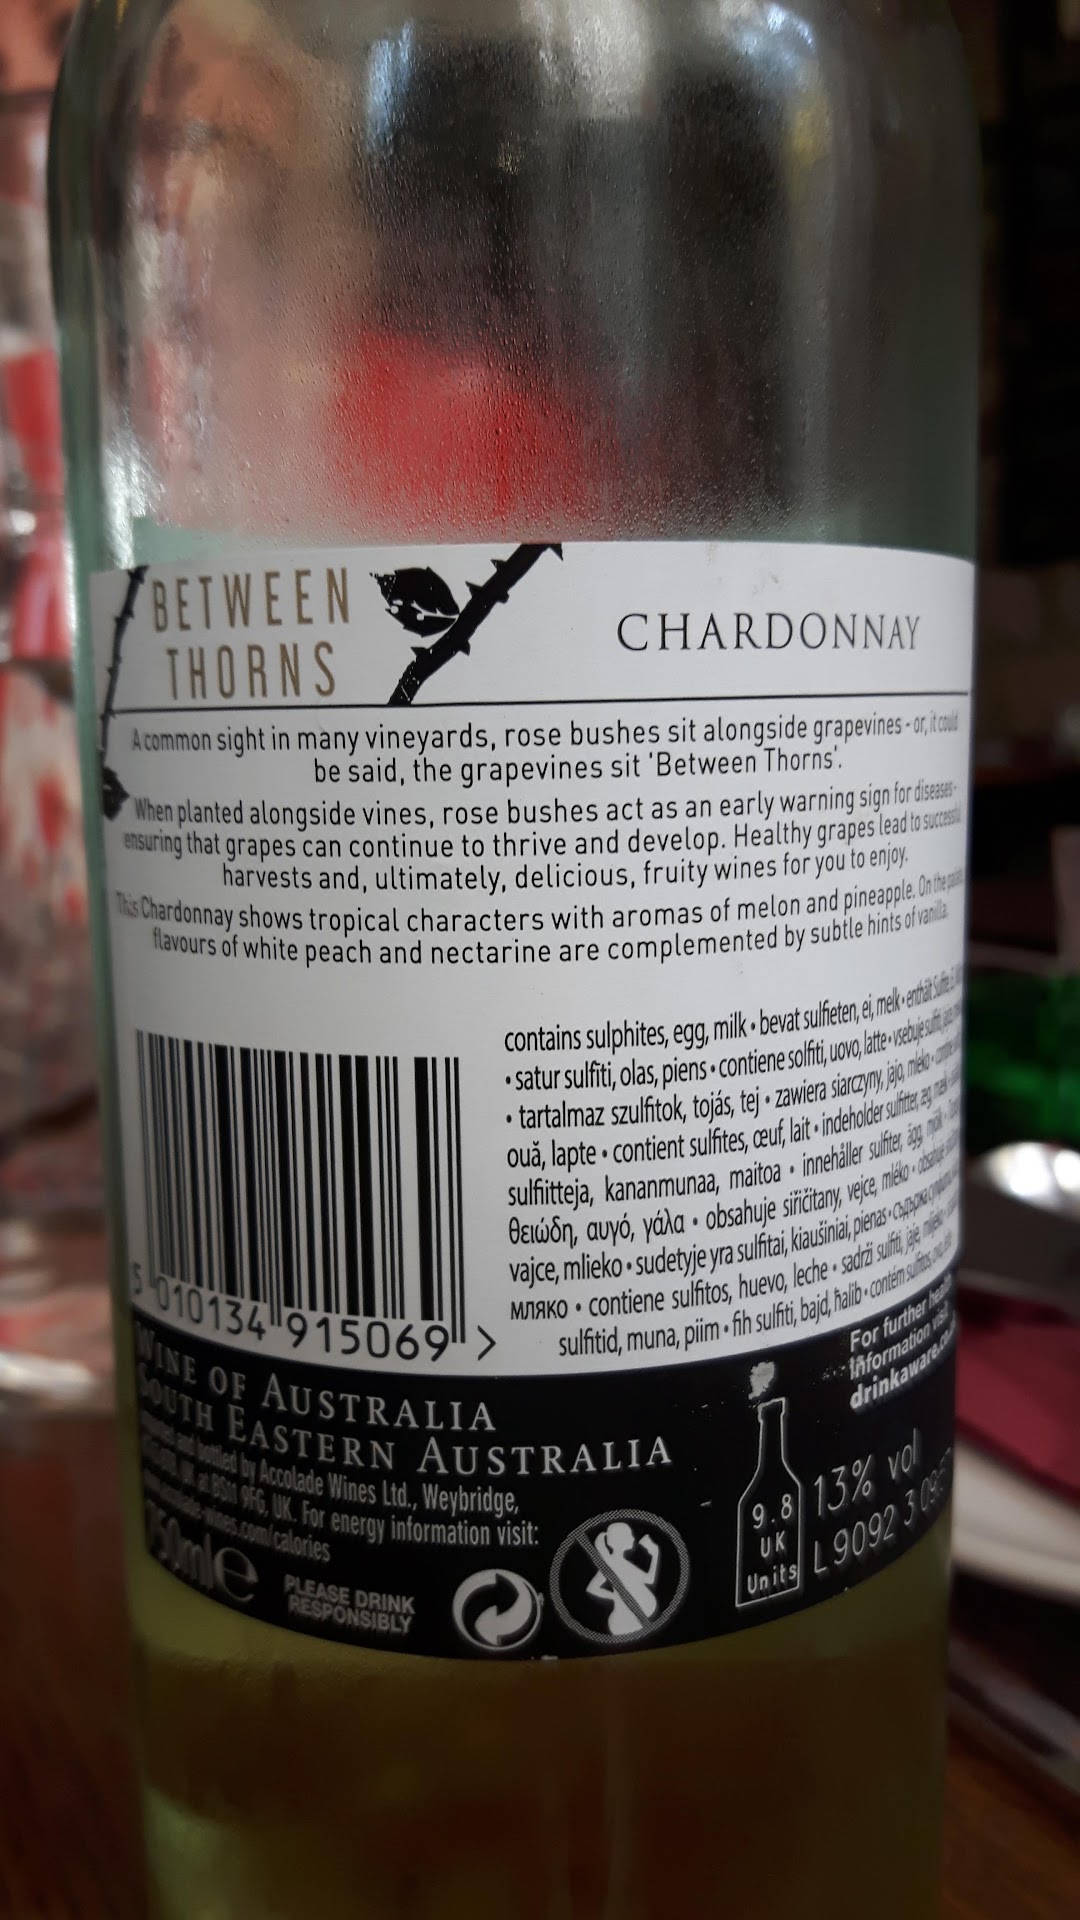 BETWEEN
THORNS
CHARDONNAY
A common sight in many vineyards, rose bushes sit alongside grapevines - or, it could
be said, the grapevines sit 'Between Thorns'.
When planted alongside vines, rose bushes act as an early warning sign for diseases -
ensuring that grapes can continue to thrive and develop. Healthy grapes lead to successful
harvests and, ultimately, delicious, fruity wines for you to enjoy.
This Chardonnay shows tropical characters with aromas of melon and pineapple. On the
flavours of white peach and nectarine are complemented by subtle hints of vanilla.
contains sulphites, egg, milk • bevat sulfieten, ei, melk • enthält
• satur sulfīti, olas, piens • contiene solfiti, uovo, latte • vsebuje
• tartalmaz szulfitok, tojás, tej • zawiera siarczyny, jajo, mleko •
ouă, lapte • contient sulfites, œuf, lait • indeholder sulfitter, æg,
sulfiitteja, kananmunaa, maitoa • innehåller sulfiter, ägg, mjölk •
θειώδη, αυγό, γάλα • obsahuje siřičitany, vejce, mléko • obsahuje
vajce, mlieko • sudetyje yra sulfitai, kiaušiniai, pienas •
мляко • contiene sulfitos, huevo, leche • sadrži sulfiti, jaje, mlijeko •
sulfitid, muna, piim • fih sulfiti, bajd, ħalib • contém sulfitos,
5 010134 915069 >
WINE OF AUSTRALIA
SOUTH EASTERN AUSTRALIA
and bottled by Accolade Wines Ltd., Weybridge,
UK at BS11 9FG, UK. For energy information visit:
wines.com/calories
750ml e
PLEASE DRINK
RESPONSIBLY
For further health
information visit
drinkaware.co.uk
9.8
UK
Units
13% vol
L9092 3